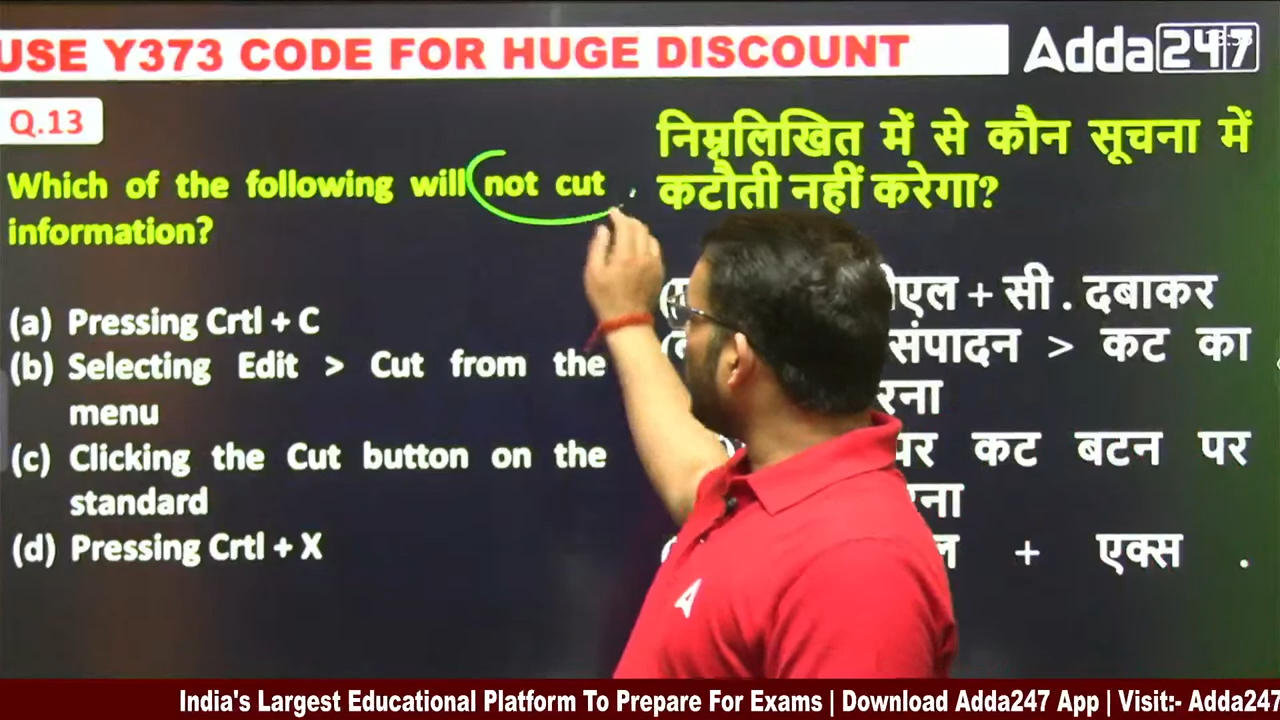 USE Y373 CODE FOR HUGE DISCOUNT
Adda247
Q.13
Which of the following will not cut
information?
(a) Pressing Crtl + C
(b) Selecting Edit > Cut from the
menu
(c) Clicking the Cut button on the
standard
(d) Pressing Crtl + X
निम्नलिखित में से कौन सूचना में
कटौती नहीं करेगा?
+ सी . दबाकर
संपादन > कट का
कट बटन पर
+ एक्स .
India's Largest Educational Platform To Prepare For Exams | Download Adda247 App | Visit:- Adda247